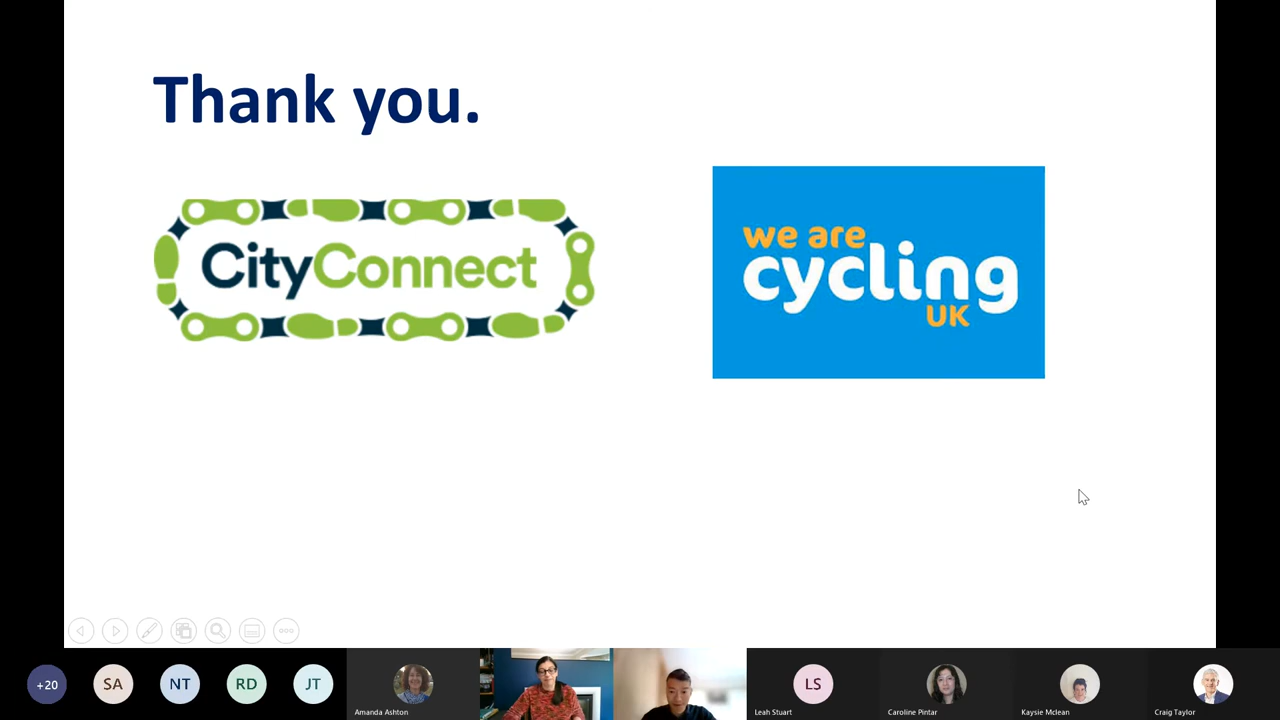 Thank you.
CityConnect
we are
cycling
UK
+20
SA
NT
RD
JT
LS
Amanda Ashton
Leah Stuart
Caroline Pintar
Kaysie Mclean
Craig Taylor